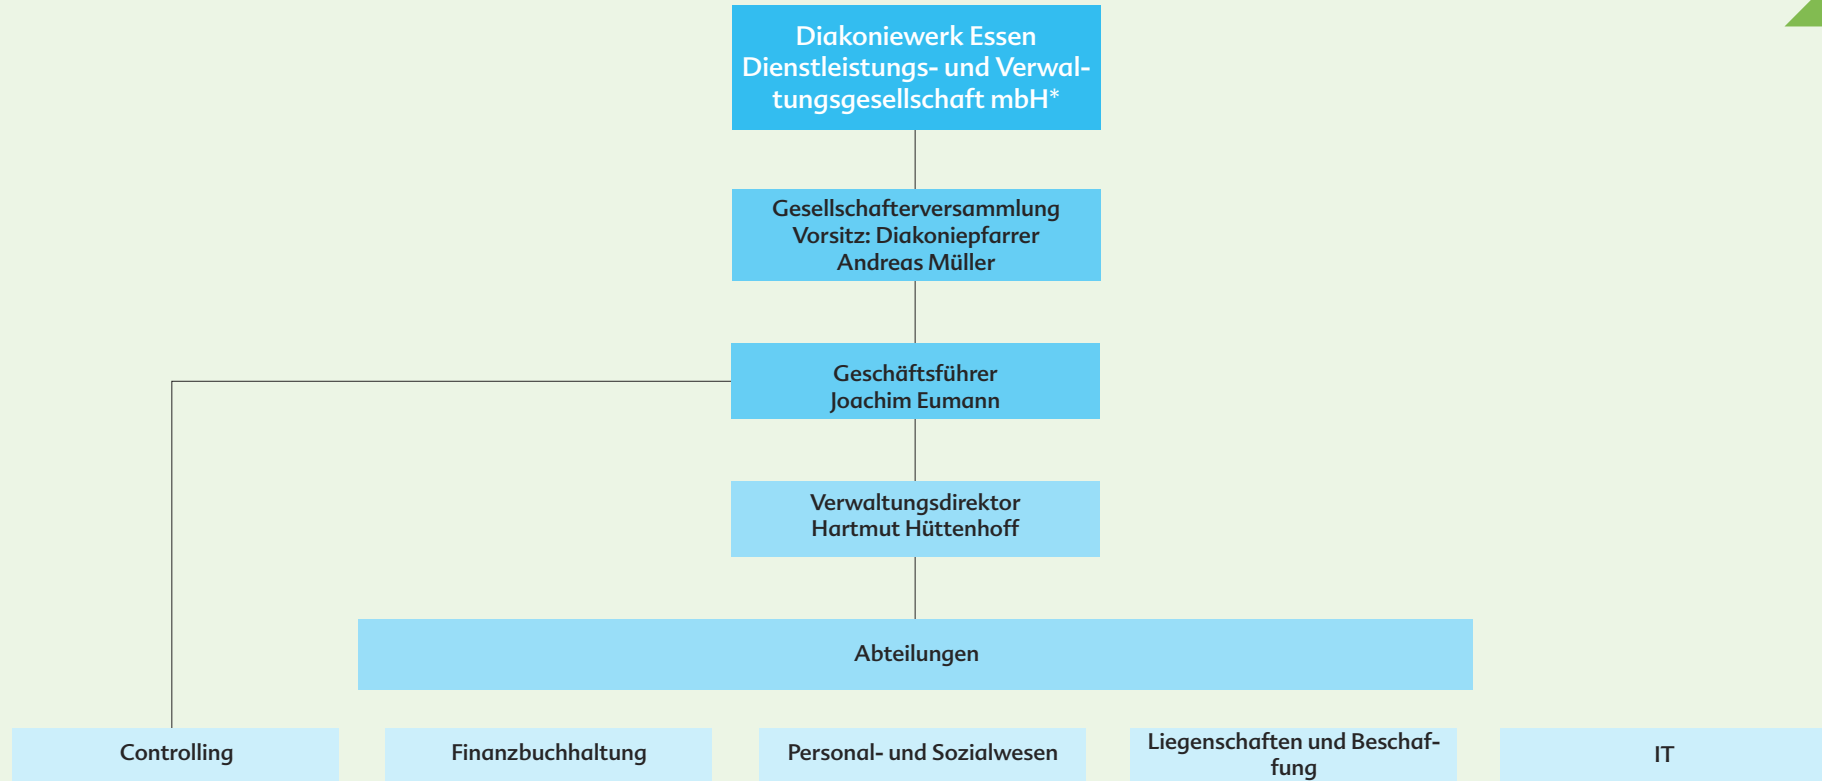 Diakoniewerk Essen
Dienstleistungs- und Verwal-
tungsgesellschaft mbH*
Gesellschafterversammlung
Vorsitz: Diakoniepfarrer
Andreas Müller
Geschäftsführer
Joachim Eumann
Verwaltungsdirektor
Hartmut Hüttenhoff
Abteilungen
Controlling
Finanzbuchhaltung
Personal- und Sozialwesen
Liegenschaften und Beschaf-
fung
IT